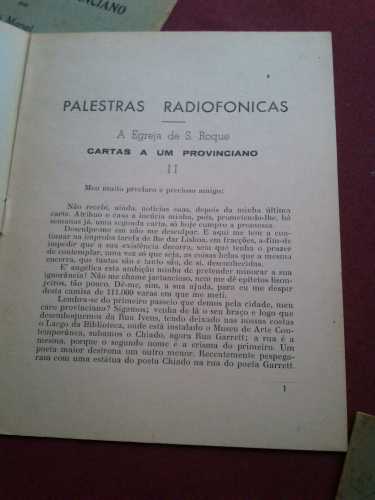 NCIANO
NO
Manel
PALESTRAS RADIOFONICAS
A Egreja de S. Roque
CARTAS A UM PROVINCIANO
II
Meu muito preclaro e precioso amigo:
Não recebi, ainda, notícias suas, depois da minha última
carta. Atribuo o caso a incúria minha, pois, prometendo-lhe, há
semanas já, uma segunda carta, só hoje cumpro a promessa.
Desculpe-me em não me desculpar. E aqui me tem a con-
tinuar na ímproba tarefa de lhe dar Lisboa, em fracções, a-fim-de
impedir que a sua existência decorra, sem que tenha o prazer
de contemplar, uma vez só que seja, as coisas belas que a mesma
encerra, que tantas são e tanto são, de si, desconhecidas.
E' angélica esta ambição minha de pretender minorar a sua
ignorância! Não me chame jactancioso, nem me dê epítetos lison-
jeiros, tão pouco. Dê-me, sim, a sua ajuda, para eu me despir
desta camisa de 111.000 varas em que me meti.
Lembra-se do primeiro passeio que demos pela cidade, meu
caro provinciano? Sigamos; venha de lá o seu braço e logo que
desemboquemos da Rua Ivens, tendo deixado nas nossas costas
o Largo da Biblioteca, onde está instalado o Museu de Arte Con-
temporânea, subamos o Chiado, agora Rua Garrett; a rua é a
mesma, porque o segundo nome é a crisma do primeiro. Um
poeta maior destrona um outro menor. Recentemente pespega-
ram com a estátua do poeta Chiado na rua do poeta Garrett.
1